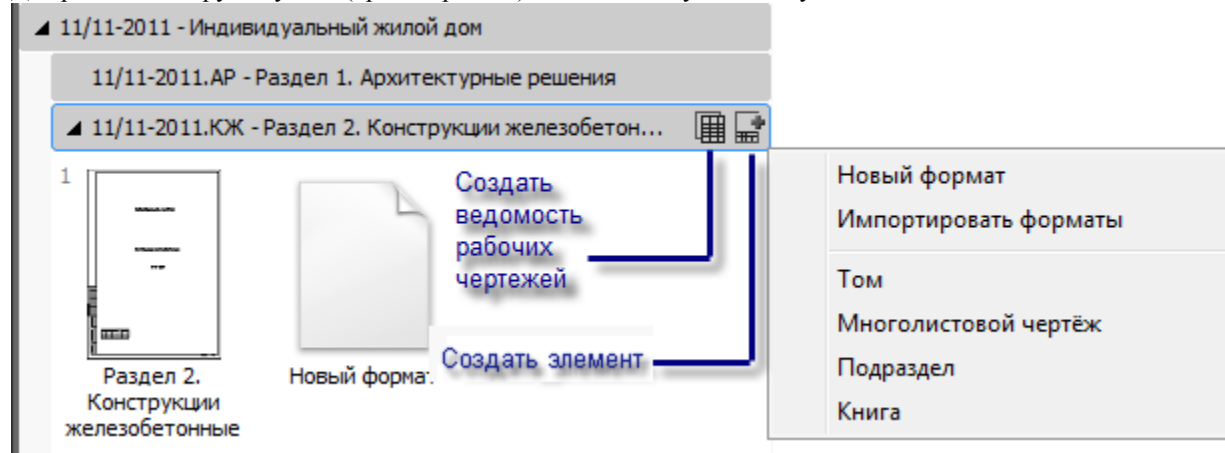 11/11-2011 - Индивидуальный жилой дом
11/11-2011.АР - Раздел 1. Архитектурные решения
11/11-2011.КЖ - Раздел 2. Конструкции железобетон...
1
Раздел 2.
Конструкции
железобетонные
Новый формат
Создать
ведомость
рабочих
чертежей
Создать элемент
Новый формат
Импортировать форматы
Том
Многолистовой чертёж
Подраздел
Книга